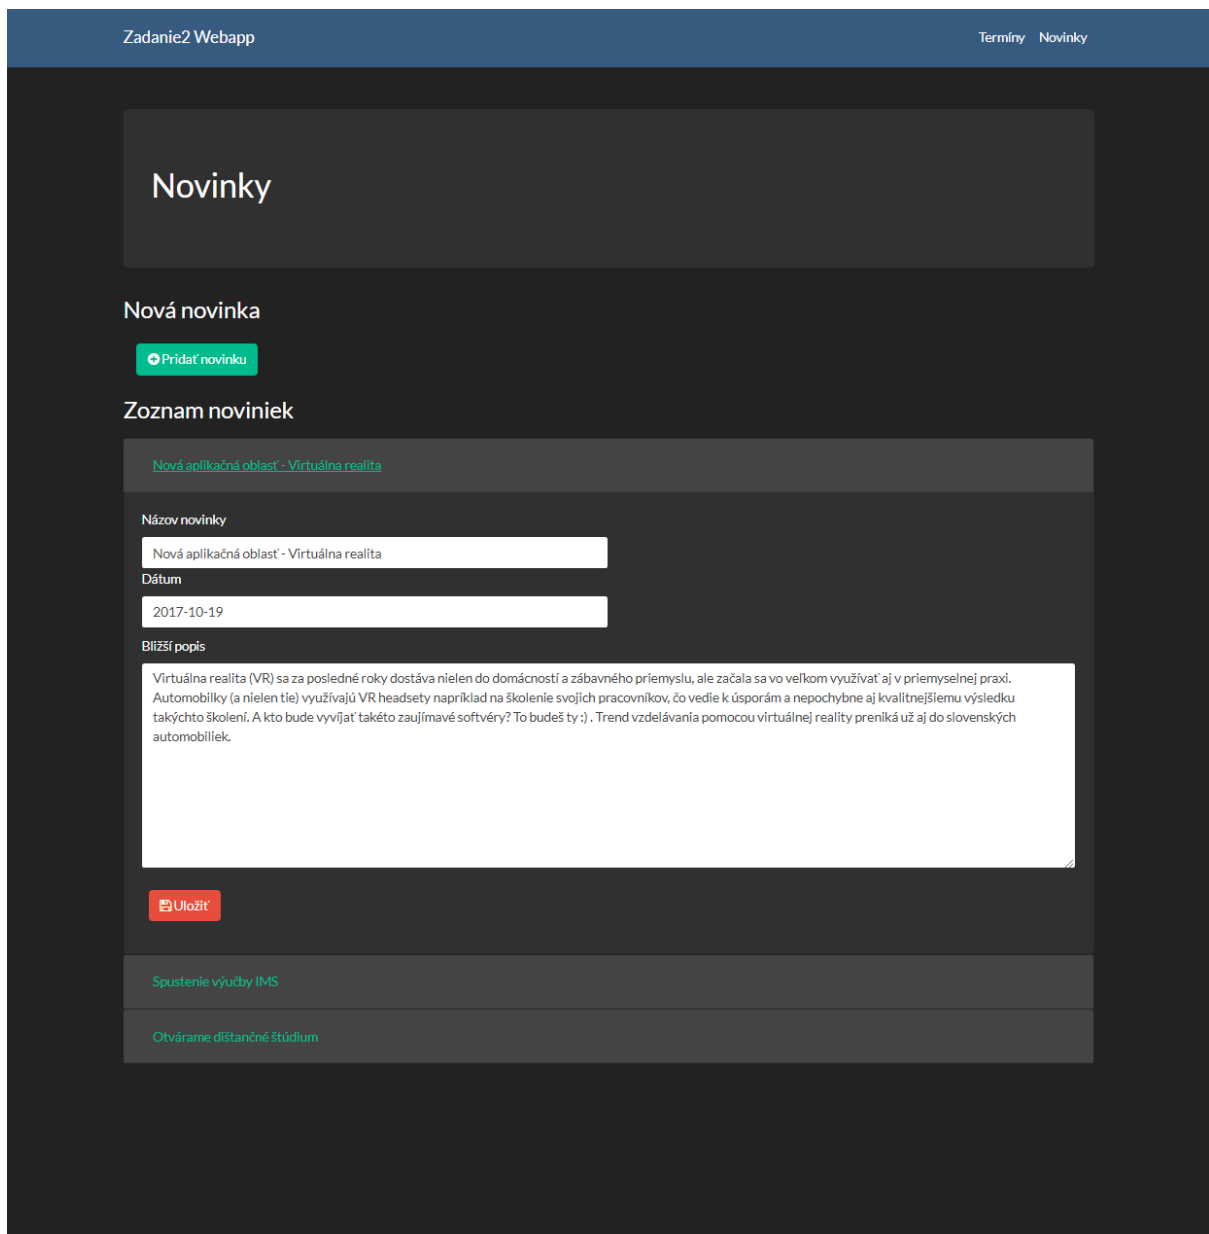 Zadanie2 Webapp
Termíny Novinky
Novinky
Nová novinka
Pridať novinku
Zoznam noviniek
Nová aplikačná oblasť - Virtuálna realita
Názov novinky
Nová aplikačná oblasť - Virtuálna realita
Dátum
2017-10-19
Bližší popis
Virtuálna realita (VR) sa za posledné roky dostáva nielen do domácností a zábavného priemyslu, ale začala sa vo veľkom využívať aj v priemyselnej praxi.
Automobilky (a nielen tie) využívajú VR headsety napríklad na školenie svojich pracovníkov, čo vedie k úsporám a nepochybne aj kvalitnejšiemu výsledku
takýchto školení. A kto bude vyvíjať takéto zaujímavé softvéry? To budeš ty :) . Trend vzdelávania pomocou virtuálnej reality preniká už aj do slovenských
automobiliek.
Uložiť
Spustenie výučby IMS
Otvárame dištančné štúdium